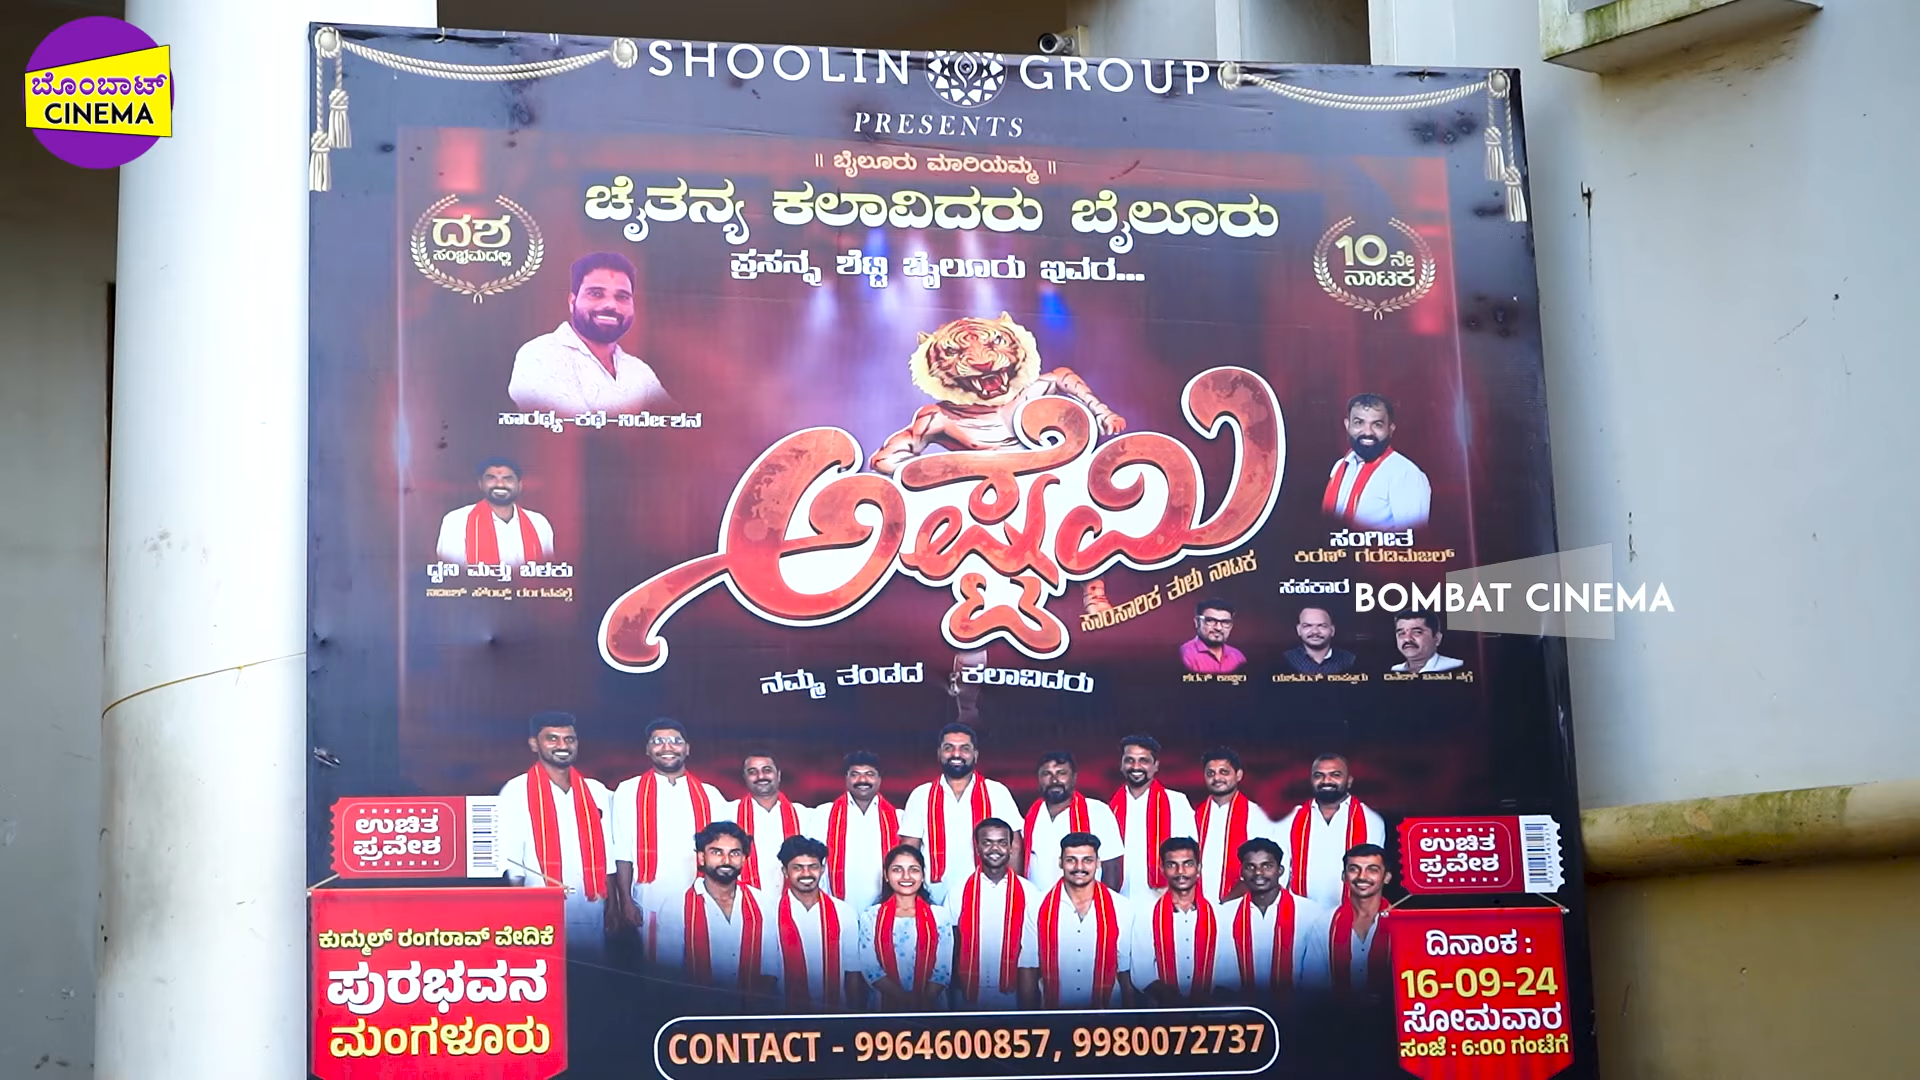 ಬೊಂಬಾಟ್
CINEMA
SHOOLIN GROUP
PRESENTS
॥ ಬೈಲೂರು ಮಾರಿಯಮ್ಮ ॥
ಚೈತನ್ಯ ಕಲಾವಿದರು ಬೈಲೂರು
ದಶ
ಸಂಭ್ರಮದಲ್ಲಿ
ಪ್ರಸನ್ನ ಶೆಟ್ಟಿ ಬೈಲೂರು ಇವರ...
10ನೇ
ನಾಟಕ
ಸಾರಥ್ಯ-ಕಥೆ-ನಿರ್ದೇಶನ
ಅಷ್ಟೆಮಿ
ಸಾಂಸಾರಿಕ ತುಳು ನಾಟಕ
ಧ್ವನಿ ಮತ್ತು ಬೆಳಕು
ಸಂಗೀತ
ಕಿರಣ್ ಗರಡಿಮಜಲ್
ಸಹಕಾರ
BOMBAT CINEMA
ನಮ್ಮ ತಂಡದ ಕಲಾವಿದರು
ಉಚಿತ
ಪ್ರವೇಶ
ಉಚಿತ
ಪ್ರವೇಶ
ಕುದ್ಮುಲ್ ರಂಗರಾವ್ ವೇದಿಕೆ
ಪುರಭವನ
ಮಂಗಳೂರು
ದಿನಾಂಕ :
16-09-24
ಸೋಮವಾರ
ಸಂಜೆ : 6:00 ಗಂಟೆಗೆ
CONTACT - 9964600857, 9980072737